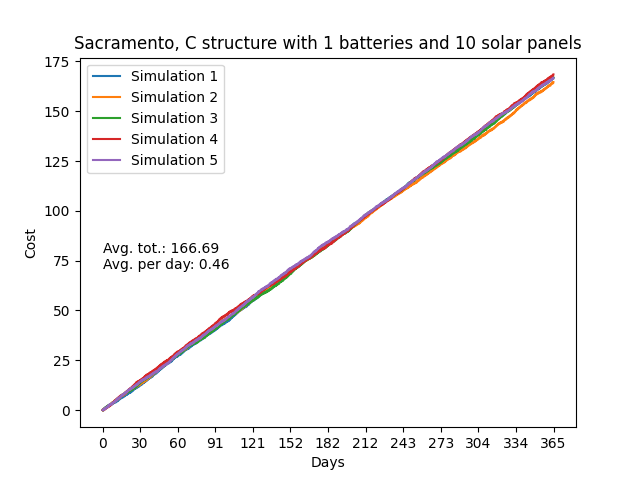 Sacramento, C structure with 1 batteries and 10 solar panels
175
150
125
100
75
50
25
0
Cost
Simulation 1
Simulation 2
Simulation 3
Simulation 4
Simulation 5
Avg. tot.: 166.69
Avg. per day: 0.46
0 30 60 91 121 152 182 212 243 273 304 334 365
Days